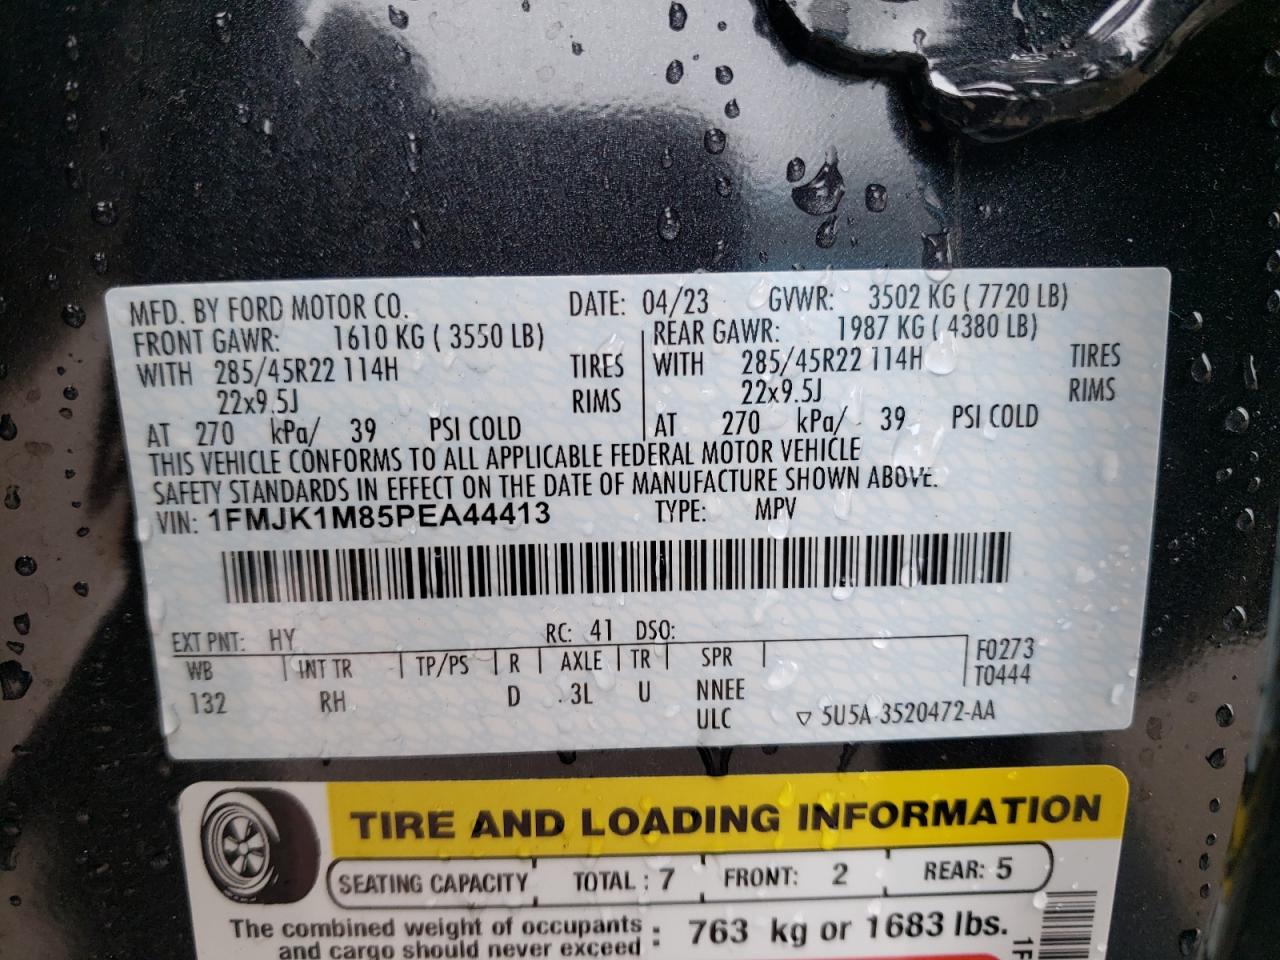 MFD. BY FORD MOTOR CO. DATE: 04/23 GVWR: 3502 KG ( 7720 LB)
FRONT GAWR: 1610 KG ( 3550 LB) REAR GAWR: 1987 KG ( 4380 LB)
WITH 285/45R22 114H TIRES WITH 285/45R22 114H TIRES
22x9.5J RIMS 22x9.5J RIMS
AT 270 kPa/ 39 PSI COLD AT 270 kPa/ 39 PSI COLD
THIS VEHICLE CONFORMS TO ALL APPLICABLE FEDERAL MOTOR VEHICLE
SAFETY STANDARDS IN EFFECT ON THE DATE OF MANUFACTURE SHOWN ABOVE.
VIN: 1FMJK1M85PEA44413 TYPE: MPV
EXT PNT: HY RC: 41 DSO:
WB INT TR TP/PS R AXLE TR SPR F0273
T0444
132 RH D 3L U NNEE
ULC ▽ 5U5A-3520472-AA
TIRE AND LOADING INFORMATION
SEATING CAPACITY TOTAL : 7 FRONT: 2 REAR: 5
The combined weight of occupants
and cargo should never exceed : 763 kg or 1683 lbs.
1F